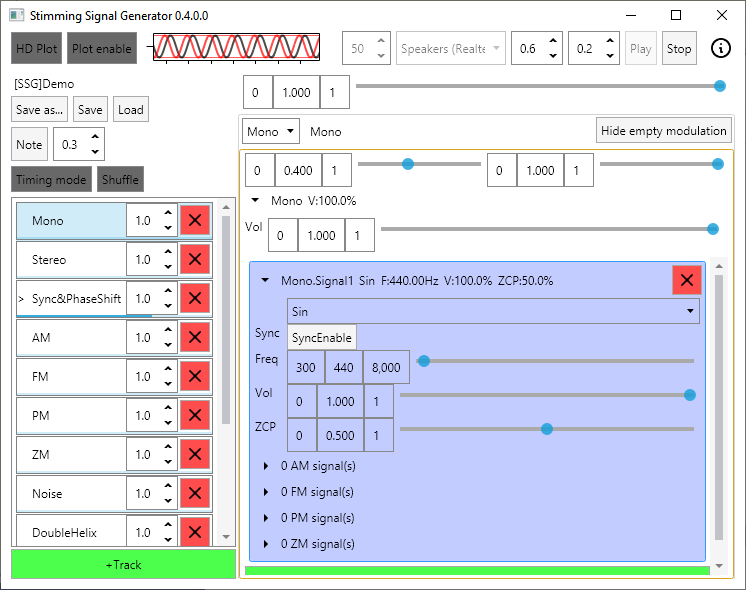 Stimming Signal Generator 0.4.0.0
HD Plot Plot enable 50 Speakers (Realte 0.6 0.2 Play Stop
[SSG]Demo
Save as... Save Load
0 1.000 1
Note 0.3
Mono Mono Hide empty modulation
Timing mode Shuffle
0 0.400 1 0 1.000 1
Mono V:100.0%
Vol 0 1.000 1
Mono 1.0
Stereo 1.0
> Sync&PhaseShift 1.0
AM 1.0
FM 1.0
PM 1.0
ZM 1.0
Noise 1.0
DoubleHelix 1.0
+Track
Mono.Signal1 Sin F:440.00Hz V:100.0% ZCP:50.0%
Sin
Sync SyncEnable
Freq 300 440 8,000
Vol 0 1.000 1
ZCP 0 0.500 1
0 AM signal(s)
0 FM signal(s)
0 PM signal(s)
0 ZM signal(s)